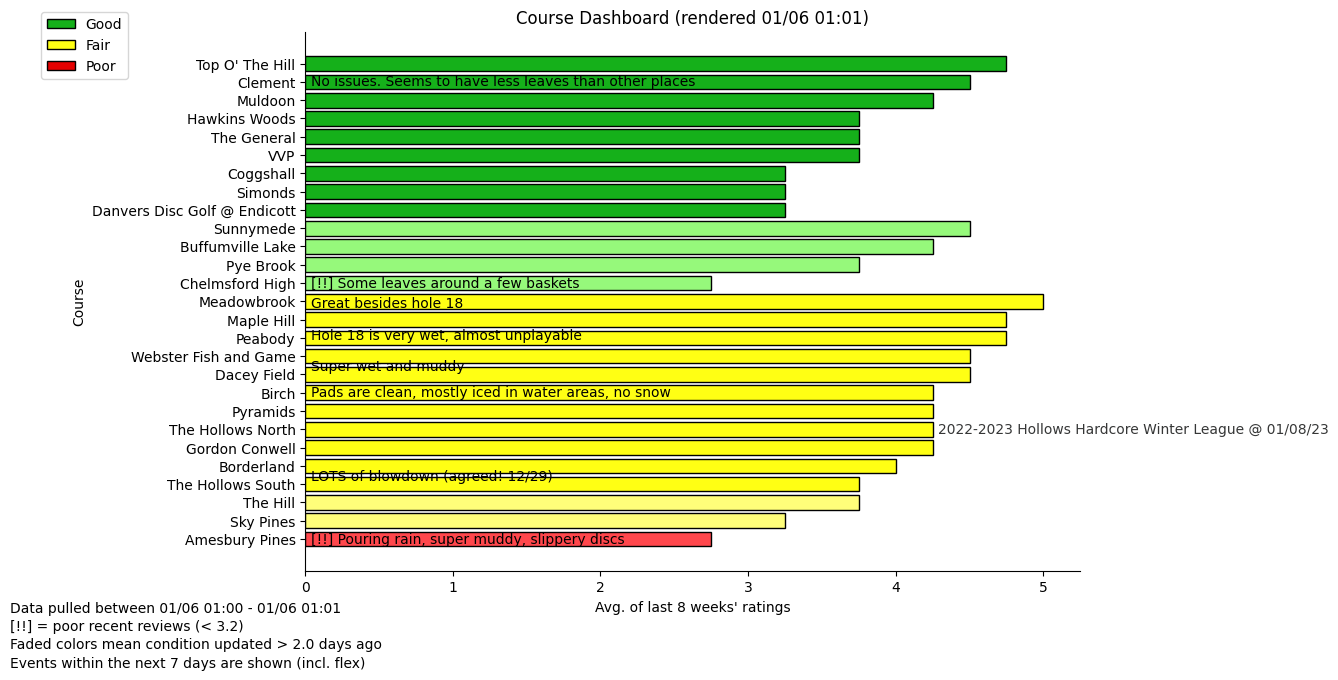 Course Dashboard (rendered 01/06 01:01)
Good
Fair
Poor
Top O' The Hill
Clement No issues. Seems to have less leaves than other places
Muldoon
Hawkins Woods
The General
VVP
Coggshall
Simonds
Danvers Disc Golf @ Endicott
Sunnymede
Buffumville Lake
Pye Brook
Chelmsford High [!!] Some leaves around a few baskets
Meadowbrook Great besides hole 18
Maple Hill
Peabody Hole 18 is very wet, almost unplayable
Webster Fish and Game
Super wet and muddy
Dacey Field
Birch Pads are clean, mostly iced in water areas, no snow
Pyramids
The Hollows North 2022-2023 Hollows Hardcore Winter League @ 01/08/23
Gordon Conwell
Borderland
LOTS of blowdown (agreed! 12/29)
The Hollows South
The Hill
Sky Pines
Amesbury Pines [!!] Pouring rain, super muddy, slippery discs
Course
0 1 2 3 4 5
Avg. of last 8 weeks' ratings
Data pulled between 01/06 01:00 - 01/06 01:01
[!!] = poor recent reviews (< 3.2)
Faded colors mean condition updated > 2.0 days ago
Events within the next 7 days are shown (incl. flex)